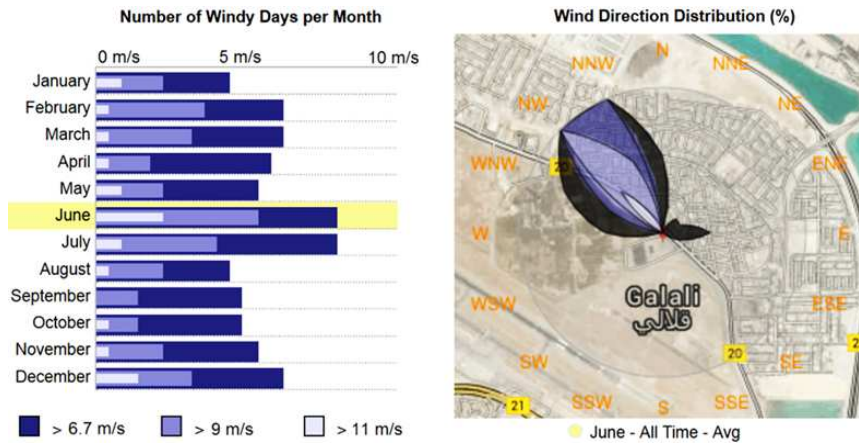 Number of Windy Days per Month
0 m/s 5 m/s 10 m/s
January
February
March
April
May
June
July
August
September
October
November
December
> 6.7 m/s > 9 m/s > 11 m/s
Wind Direction Distribution (%)
N
NNW NNE
NW NE
WNW ENE
20
W E
WSW ESE
Galali
قلالي
20 2
SW SE
21
SSW S SSE
June - All Time - Avg